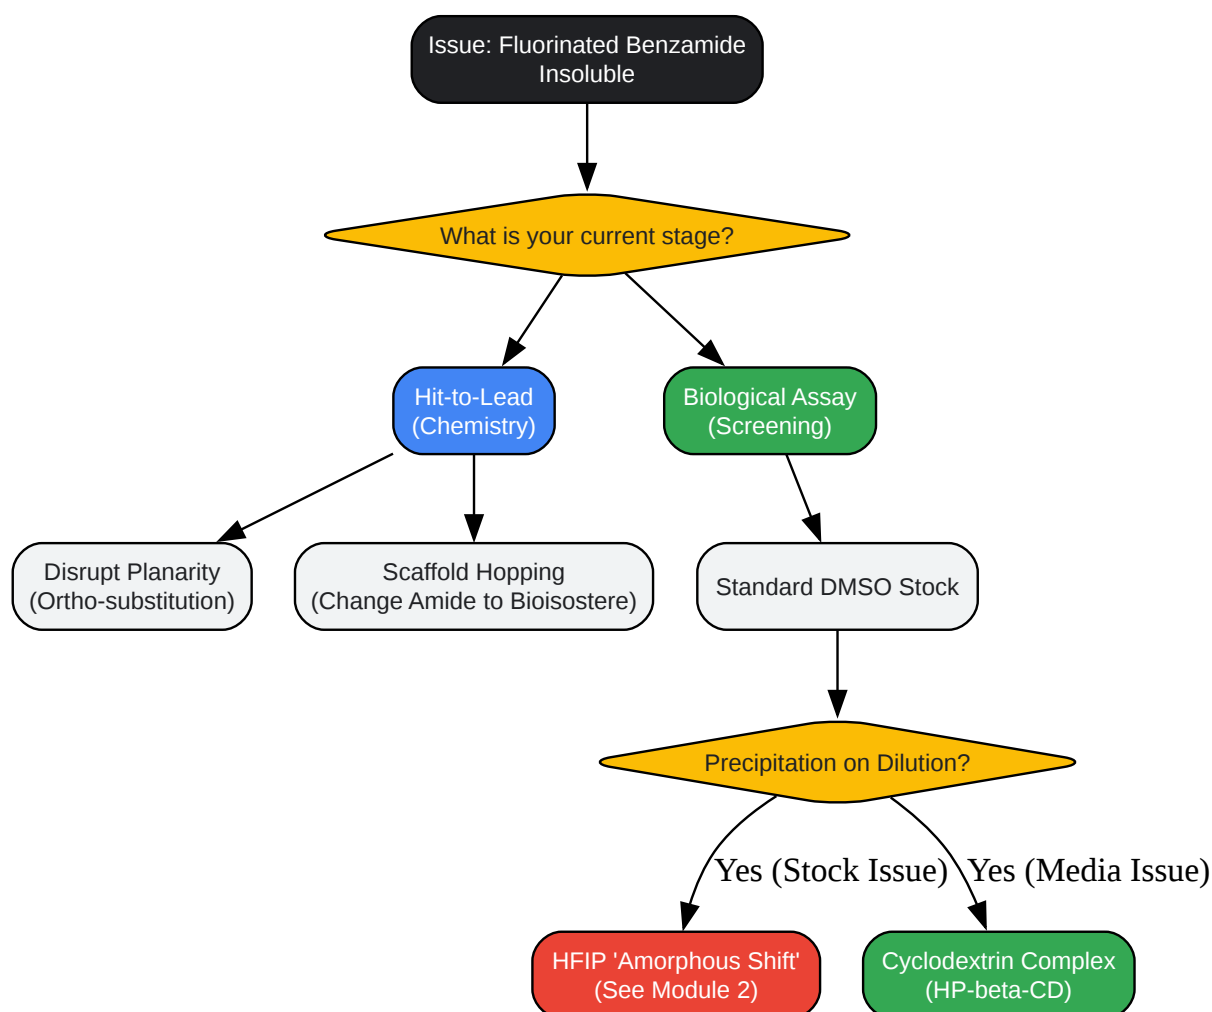 Issue: Fluorinated Benzamide
Insoluble
What is your current stage?
Hit-to-Lead
(Chemistry)
Biological Assay
(Screening)
Disrupt Planarity
(Ortho-substitution)
Scaffold Hopping
(Change Amide to Bioisostere)
Standard DMSO Stock
Precipitation on Dilution?
Yes (Stock Issue)
Yes (Media Issue)
HFIP 'Amorphous Shift'
(See Module 2)
Cyclodextrin Complex
(HP-beta-CD)